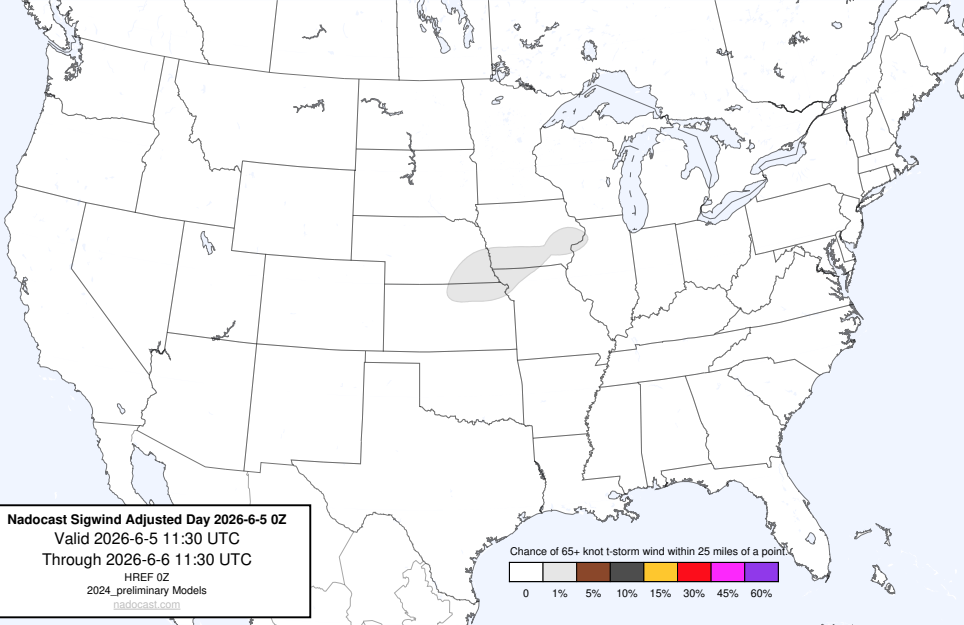 Nadocast Sigwind Adjusted Day 2026-6-5 0Z
Valid 2026-6-5 11:30 UTC
Through 2026-6-6 11:30 UTC
HREF 0Z
2024_preliminary Models
nadocast.com
Chance of 65+ knot t-storm wind within 25 miles of a point.
0 1% 5% 10% 15% 30% 45% 60%